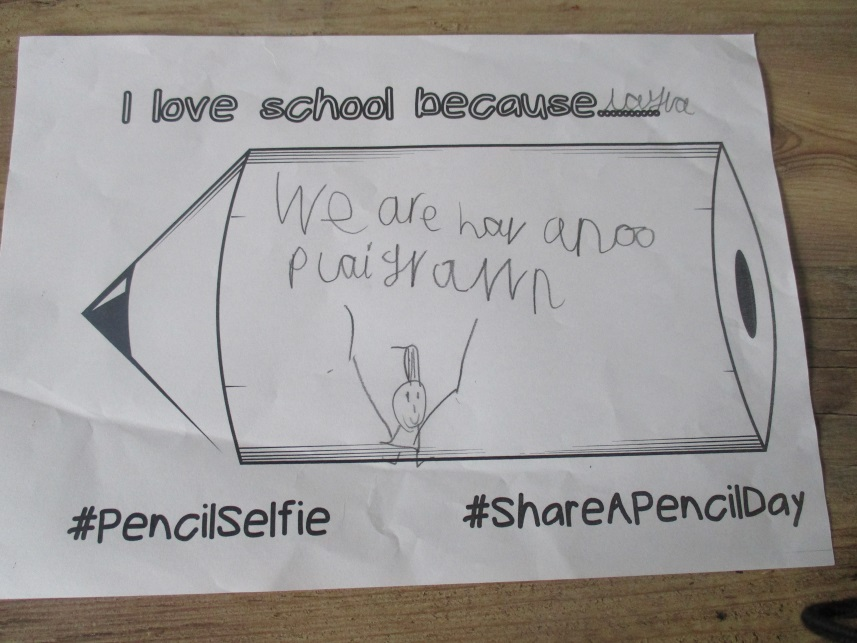 I love school because..........
We are hav anoo
plaigrawn
#PencilSelfie
#ShareAPencilDay